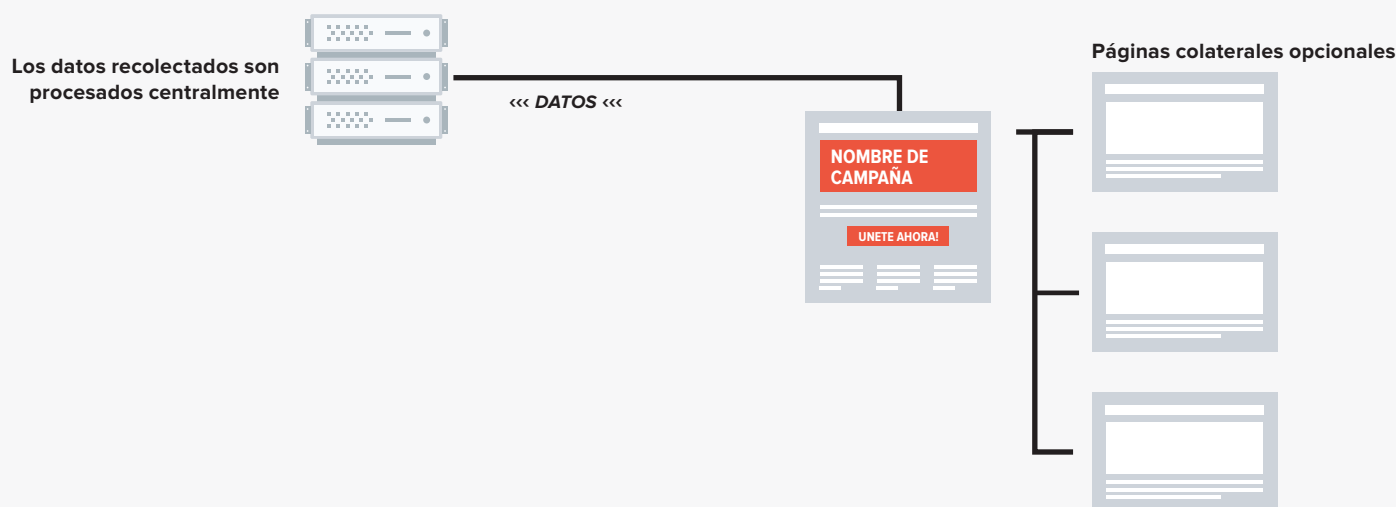 Los datos recolectados son
procesados centralmente
‹‹‹ DATOS ‹‹‹
NOMBRE DE
CAMPAÑA
UNETE AHORA!
Páginas colaterales opcionales